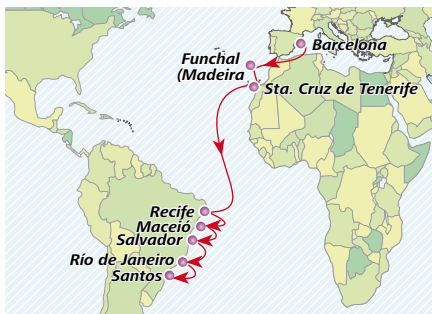 Barcelona
Funchal
(Madeira
Sta. Cruz de Tenerife
Recife
Maceió
Salvador
Río de Janeiro
Santos